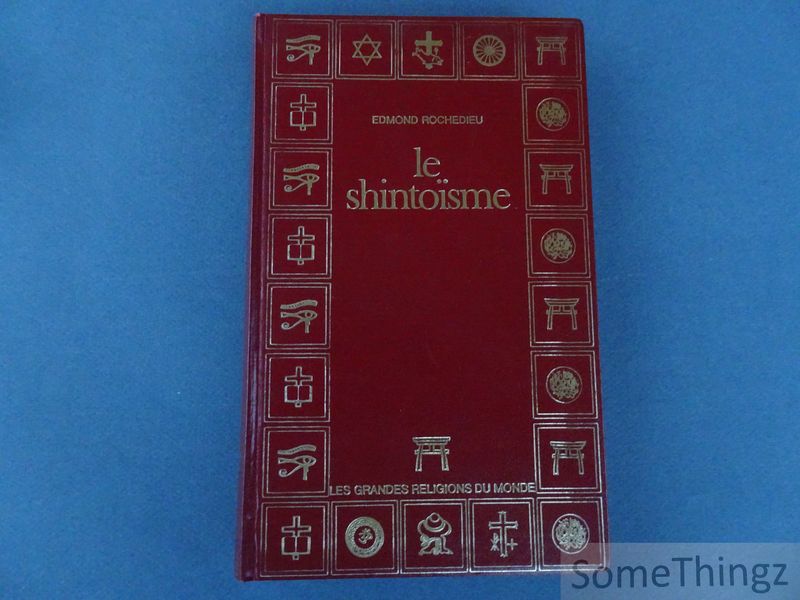 EDMOND ROCHEDIEU
le
shintoïsme
LES GRANDES RELIGIONS DU MONDE
SomeThingz